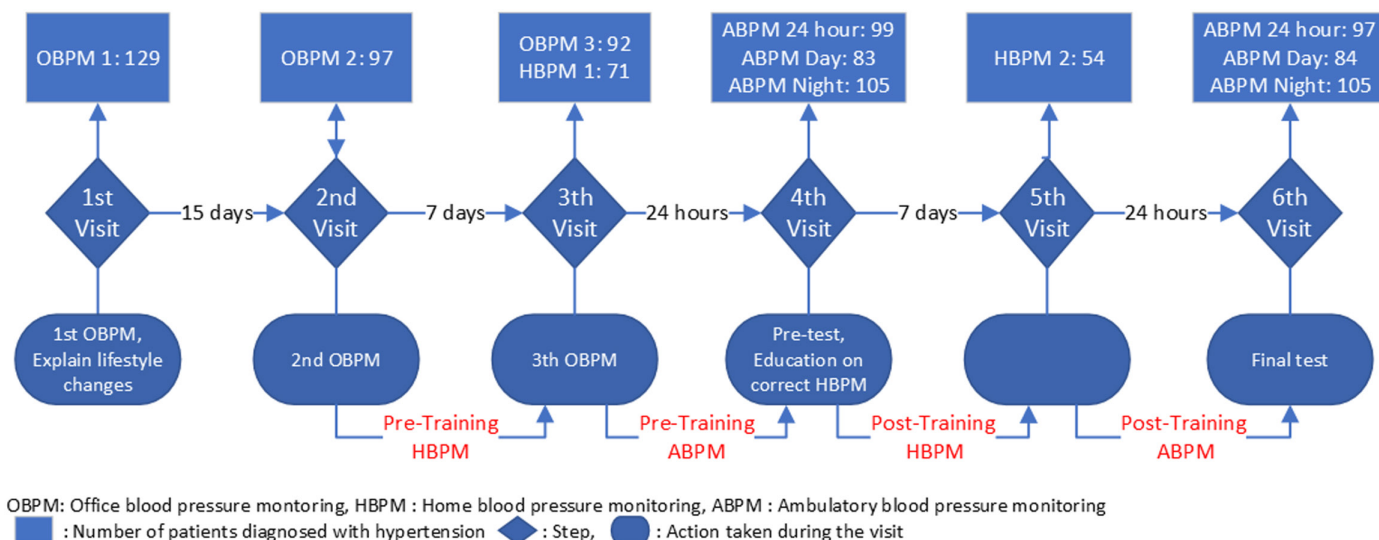 OBPM 1: 129
OBPM 2: 97
OBPM 3: 92
HBPM 1: 71
ABPM 24 hour: 99
ABPM Day: 83
ABPM Night: 105
HBPM 2: 54
ABPM 24 hour: 97
ABPM Day: 84
ABPM Night: 105
1st
Visit
15 days
2nd
Visit
7 days
3th
Visit
24 hours
4th
Visit
7 days
5th
Visit
24 hours
6th
Visit
1st OBPM,
Explain lifestyle
changes
2nd OBPM
3th OBPM
Pre-test,
Education on
correct HBPM
Final test
Pre-Training
HBPM
Pre-Training
ABPM
Post-Training
HBPM
Post-Training
ABPM
OBPM: Office blood pressure montoring, HBPM : Home blood pressure monitoring, ABPM : Ambulatory blood pressure monitoring
: Number of patients diagnosed with hypertension : Step, : Action taken during the visit